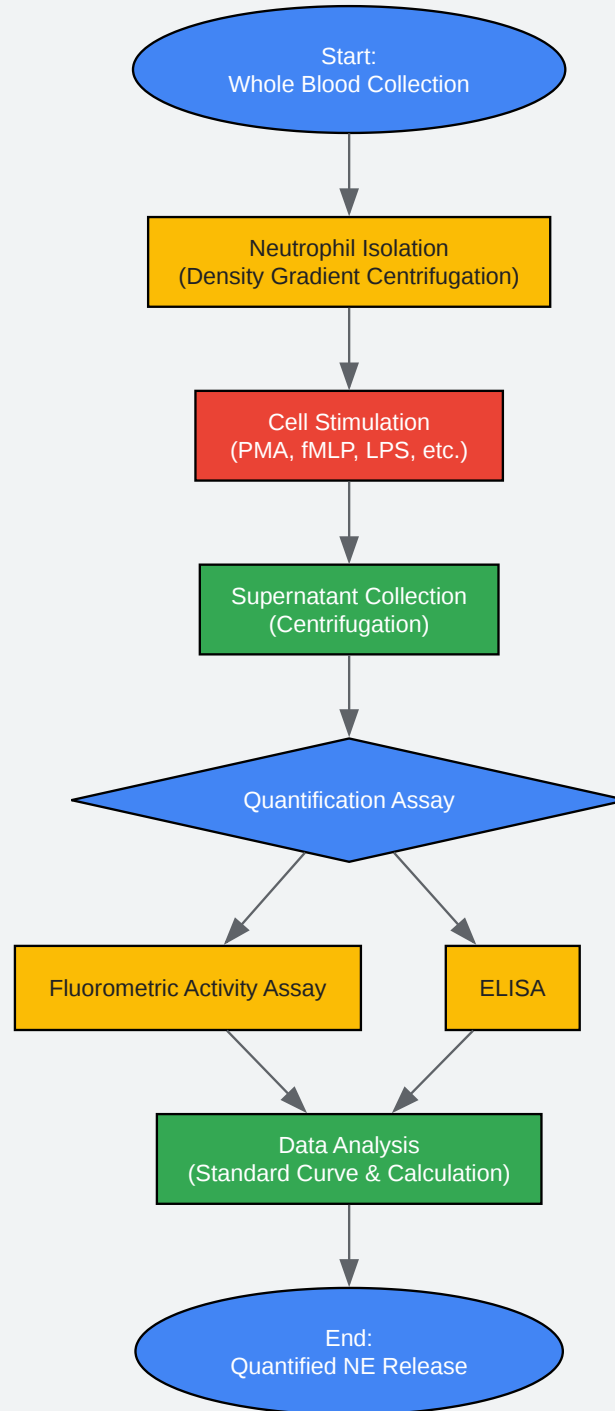 Start:
Whole Blood Collection
Neutrophil Isolation
(Density Gradient Centrifugation)
Cell Stimulation
(PMA, fMLP, LPS, etc.)
Supernatant Collection
(Centrifugation)
Quantification Assay
Fluorometric Activity Assay
ELISA
Data Analysis
(Standard Curve & Calculation)
End:
Quantified NE Release